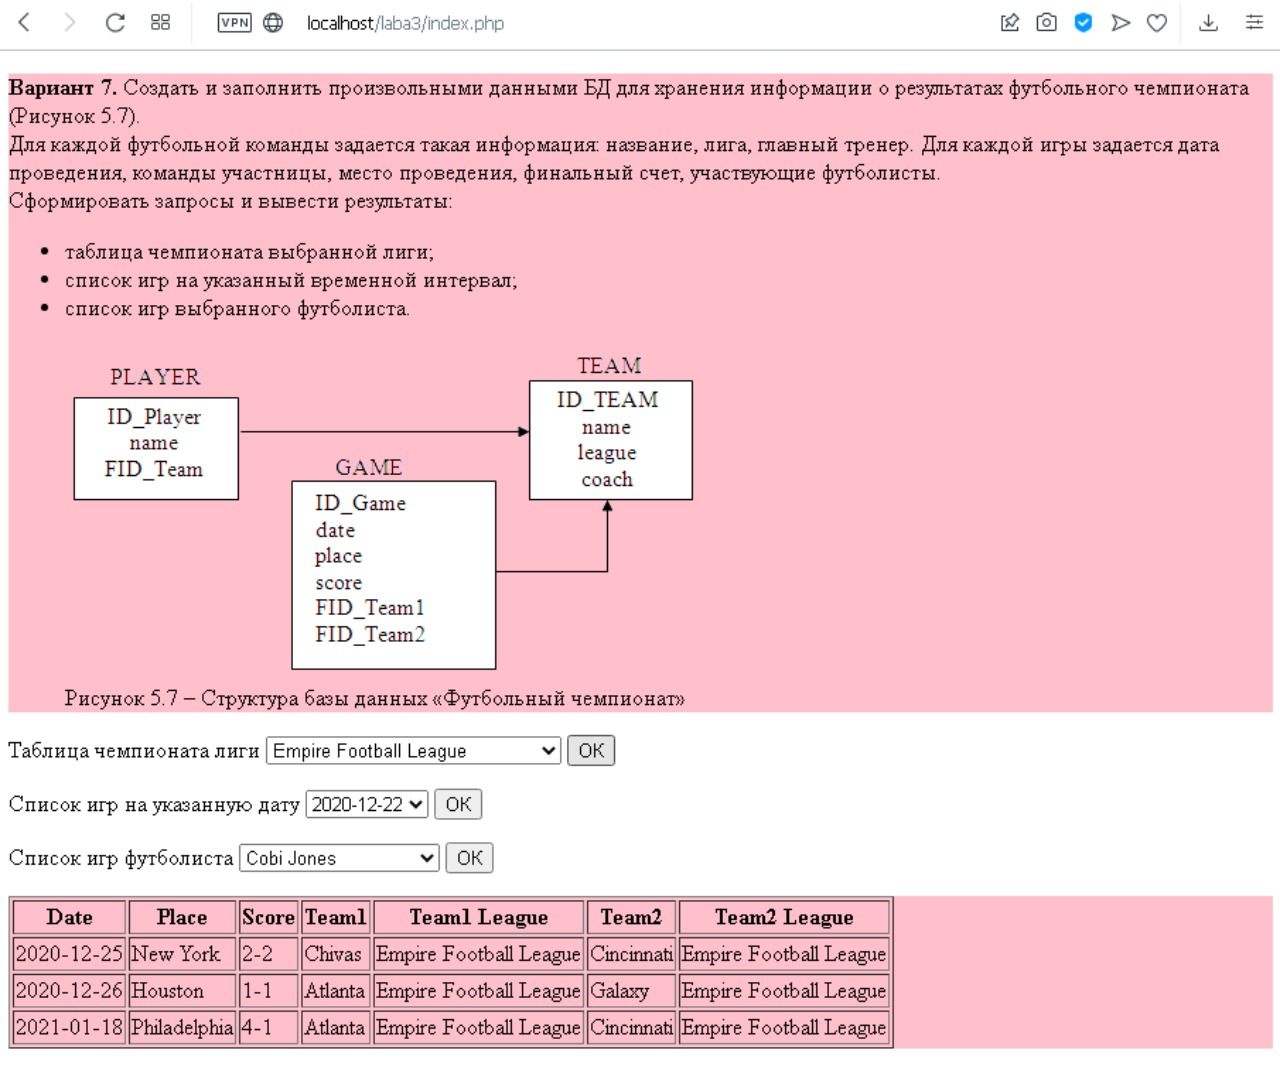 VPN localhost/laba3/index.php
Вариант 7. Создать и заполнить произвольными данными БД для хранения информации о результатах футбольного чемпионата
(Рисунок 5.7).
Для каждой футбольной команды задается такая информация: название, лига, главный тренер. Для каждой игры задается дата
проведения, команды участницы, место проведения, финальный счет, участвующие футболисты.
Сформировать запросы и вывести результаты:
• таблица чемпионата выбранной лиги;
• список игр на указанный временной интервал;
• список игр выбранного футболиста.
PLAYER
ID_Player
name
FID_Team
TEAM
ID_TEAM
name
league
coach
GAME
ID_Game
date
place
score
FID_Team1
FID_Team2
Рисунок 5.7 – Структура базы данных «Футбольный чемпионат»
Таблица чемпионата лиги Empire Football League ОК
Список игр на указанную дату 2020-12-22 ОК
Список игр футболиста Cobi Jones ОК
Date Place Score Team1 Team1 League Team2 Team2 League
2020-12-25 New York 2-2 Chivas Empire Football League Cincinnati Empire Football League
2020-12-26 Houston 1-1 Atlanta Empire Football League Galaxy Empire Football League
2021-01-18 Philadelphia 4-1 Atlanta Empire Football League Cincinnati Empire Football League